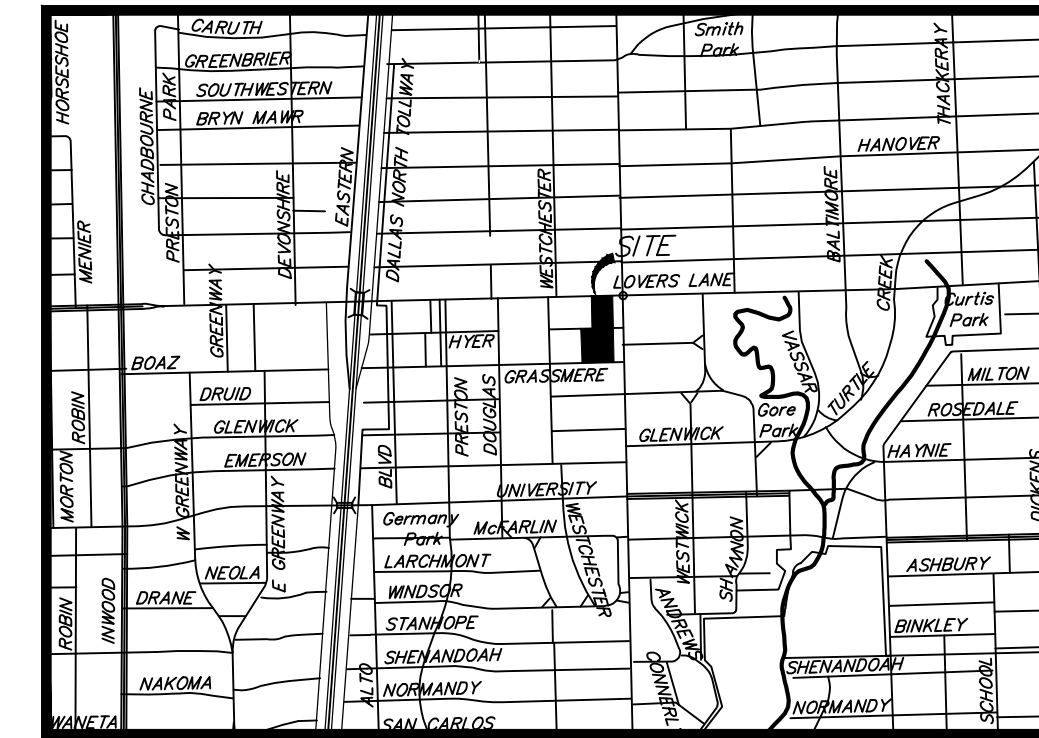 HORSESHOE
CARUTH
Smith
Park
THACKERAY
GREENBRIER
PARK
SOUTHWESTERN
CHADBOURNE
BRYN MAWR
DALLAS NORTH TOLLWAY
EASTERN
HANOVER
PRESTON
DEVONSHIRE
WESTCHESTER
BALTIMORE
MENIER
SITE
LOVERS LANE
CREEK
GREENWAY
Curtis
Park
HYER
VASSAR
BOAZ
GRASSMERE
TURTLE
MILTON
DRUID
ROBIN
PRESTON
DOUGLAS
Gore
Park
ROSEDALE
GLENWICK
GLENWICK
W GREENWAY
EMERSON
BLVD
HAYNIE
MORTON
UNIVERSITY
DICKENS
E GREENWAY
Germany
Park
McFARLIN
WESTCHESTER
WESTWICK
SHANNON
LARCHMONT
ASHBURY
NEOLA
WINDSOR
DRANE
ROBIN
INWOOD
STANHOPE
ANDREWS
BINKLEY
SHENANDOAH
SHENANDOAH
CONNERL
NAKOMA
ALTO
NORMANDY
NORMANDY
SCHOOL
WANETA
SAN CARLOS